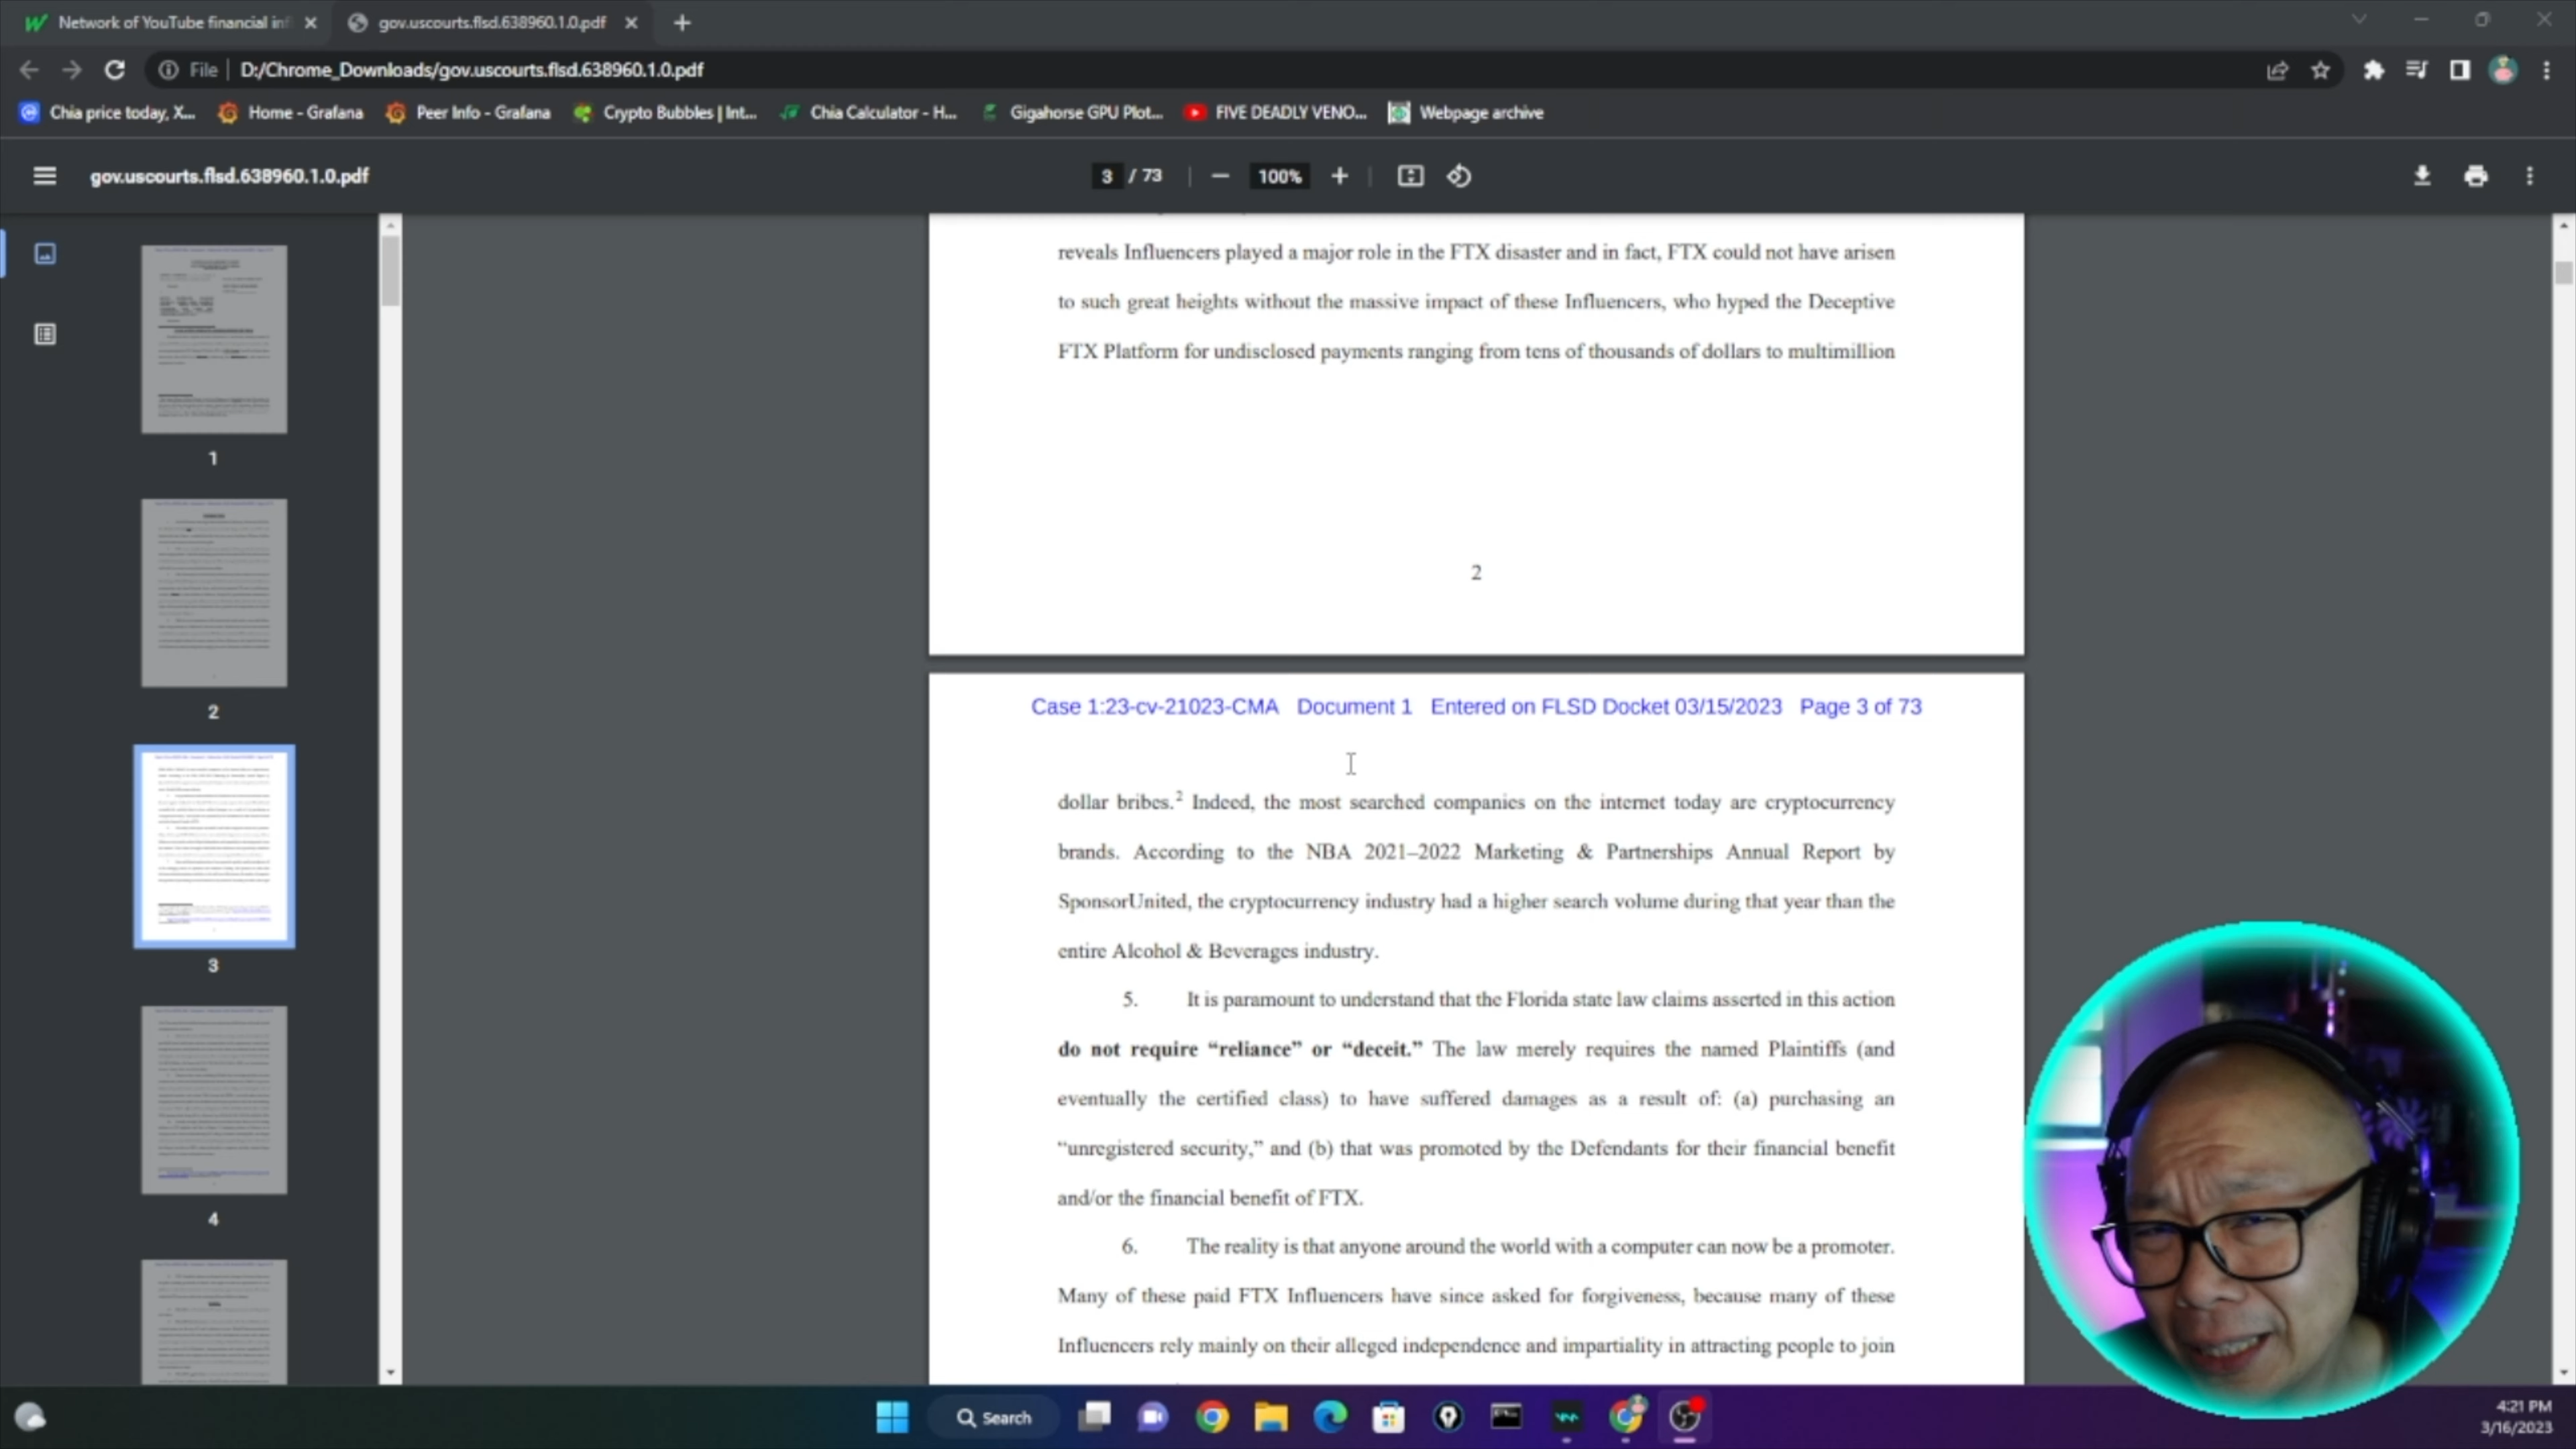 Network of YouTube financial inf
gov.uscourts.flsd.638960.1.0.pdf
File
D:/Chrome_Downloads/gov.uscourts.flsd.638960.1.0.pdf
Chia price today, X...
Home - Grafana
Peer Info - Grafana
Crypto Bubbles | Int...
Chia Calculator - H...
Gigahorse GPU Plot...
FIVE DEADLY VENO...
Webpage archive
gov.uscourts.flsd.638960.1.0.pdf
3 / 73
100%
1
2
3
4
reveals Influencers played a major role in the FTX disaster and in fact, FTX could not have arisen
to such great heights without the massive impact of these Influencers, who hyped the Deceptive
FTX Platform for undisclosed payments ranging from tens of thousands of dollars to multimillion
2
Case 1:23-cv-21023-CMA Document 1 Entered on FLSD Docket 03/15/2023 Page 3 of 73
dollar bribes.2 Indeed, the most searched companies on the internet today are cryptocurrency
brands. According to the NBA 2021–2022 Marketing & Partnerships Annual Report by
SponsorUnited, the cryptocurrency industry had a higher search volume during that year than the
entire Alcohol & Beverages industry.
5. It is paramount to understand that the Florida state law claims asserted in this action
do not require “reliance” or “deceit.” The law merely requires the named Plaintiffs (and
eventually the certified class) to have suffered damages as a result of: (a) purchasing an
“unregistered security,” and (b) that was promoted by the Defendants for their financial benefit
and/or the financial benefit of FTX.
6. The reality is that anyone around the world with a computer can now be a promoter.
Many of these paid FTX Influencers have since asked for forgiveness, because many of these
Influencers rely mainly on their alleged independence and impartiality in attracting people to join
Search
4:21 PM
3/16/2023